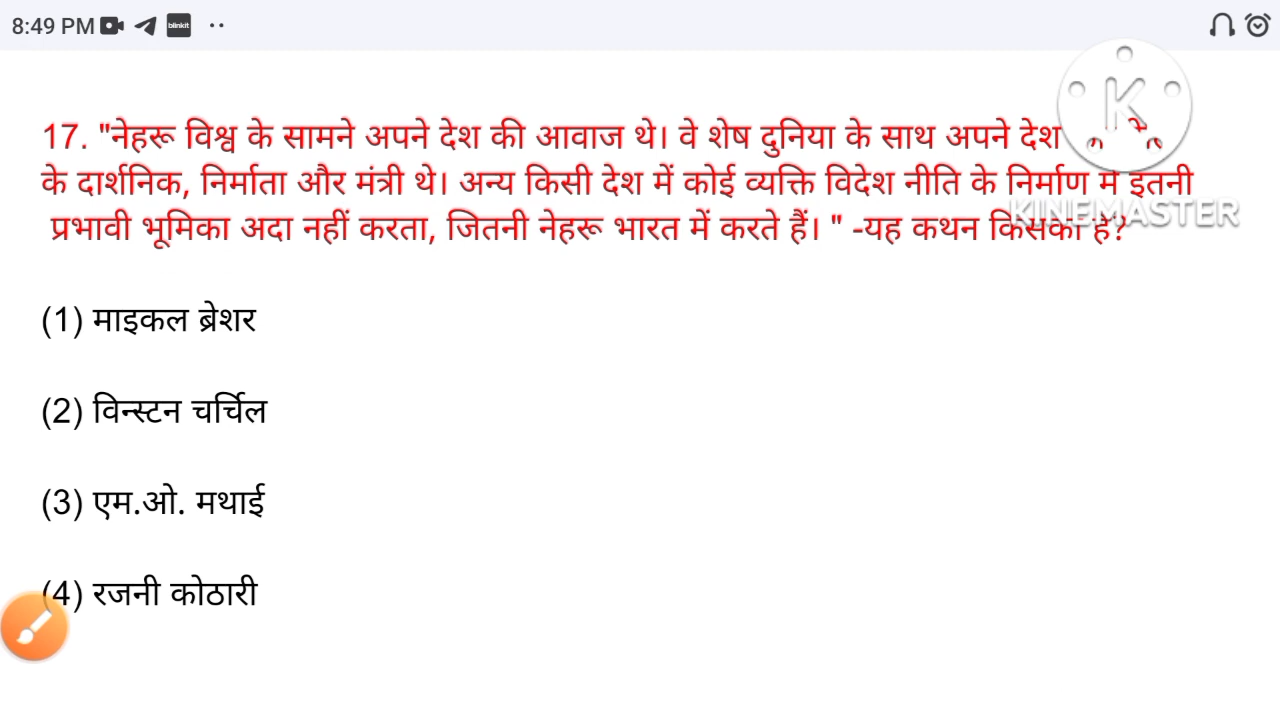 8:49 PM
blinkit
17. "नेहरू विश्व के सामने अपने देश की आवाज थे। वे शेष दुनिया के साथ अपने देश
के दार्शनिक, निर्माता और मंत्री थे। अन्य किसी देश में कोई व्यक्ति विदेश नीति के निर्माण में इतनी
प्रभावी भूमिका अदा नहीं करता, जितनी नेहरू भारत में करते हैं। " -यह कथन किसका है?
KINEMASTER
(1) माइकल ब्रेशर
(2) विन्स्टन चर्चिल
(3) एम.ओ. मथाई
(4) रजनी कोठारी